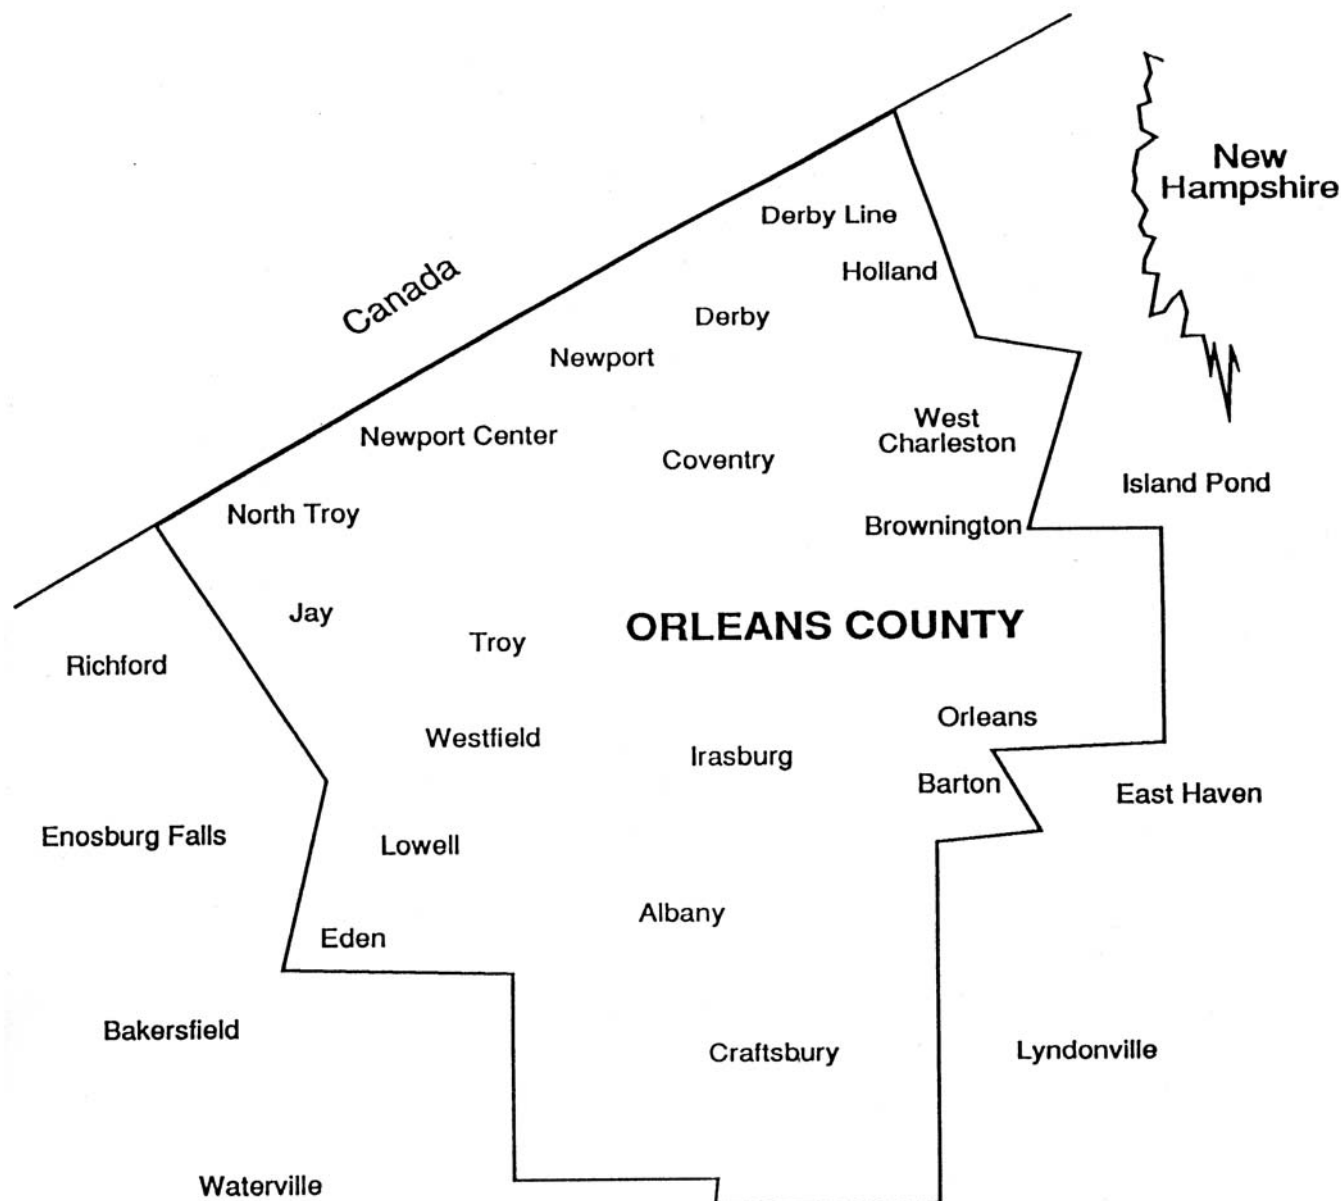 New
Hampshire
Derby Line
Holland
Canada
Derby
Newport
West
Charleston
Newport Center
Coventry
Island Pond
North Troy
Brownington
Jay
ORLEANS COUNTY
Troy
Richford
Orleans
Westfield
Irasburg
Barton
East Haven
Enosburg Falls
Lowell
Albany
Eden
Bakersfield
Craftsbury
Lyndonville
Waterville